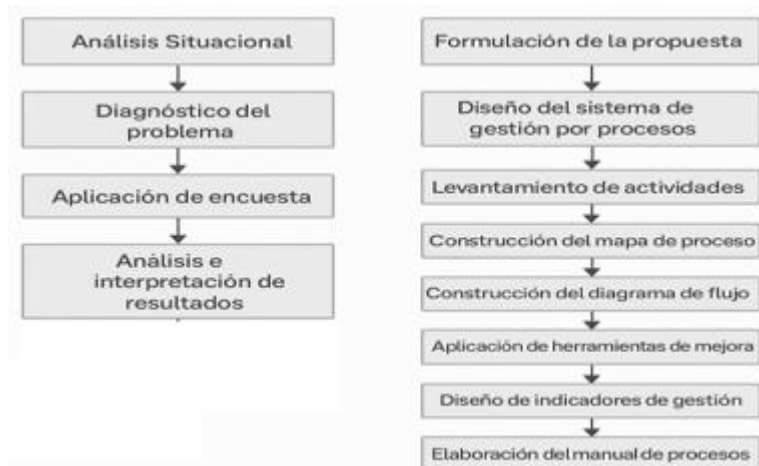 Análisis Situacional
Diagnóstico del
problema
Aplicación de encuesta
Análisis e
interpretación de
resultados
Formulación de la propuesta
Diseño del sistema de
gestión por procesos
Levantamiento de actividades
Construcción del mapa de proceso
Construcción del diagrama de flujo
Aplicación de herramientas de mejora
Diseño de indicadores de gestión
Elaboración del manual de procesos